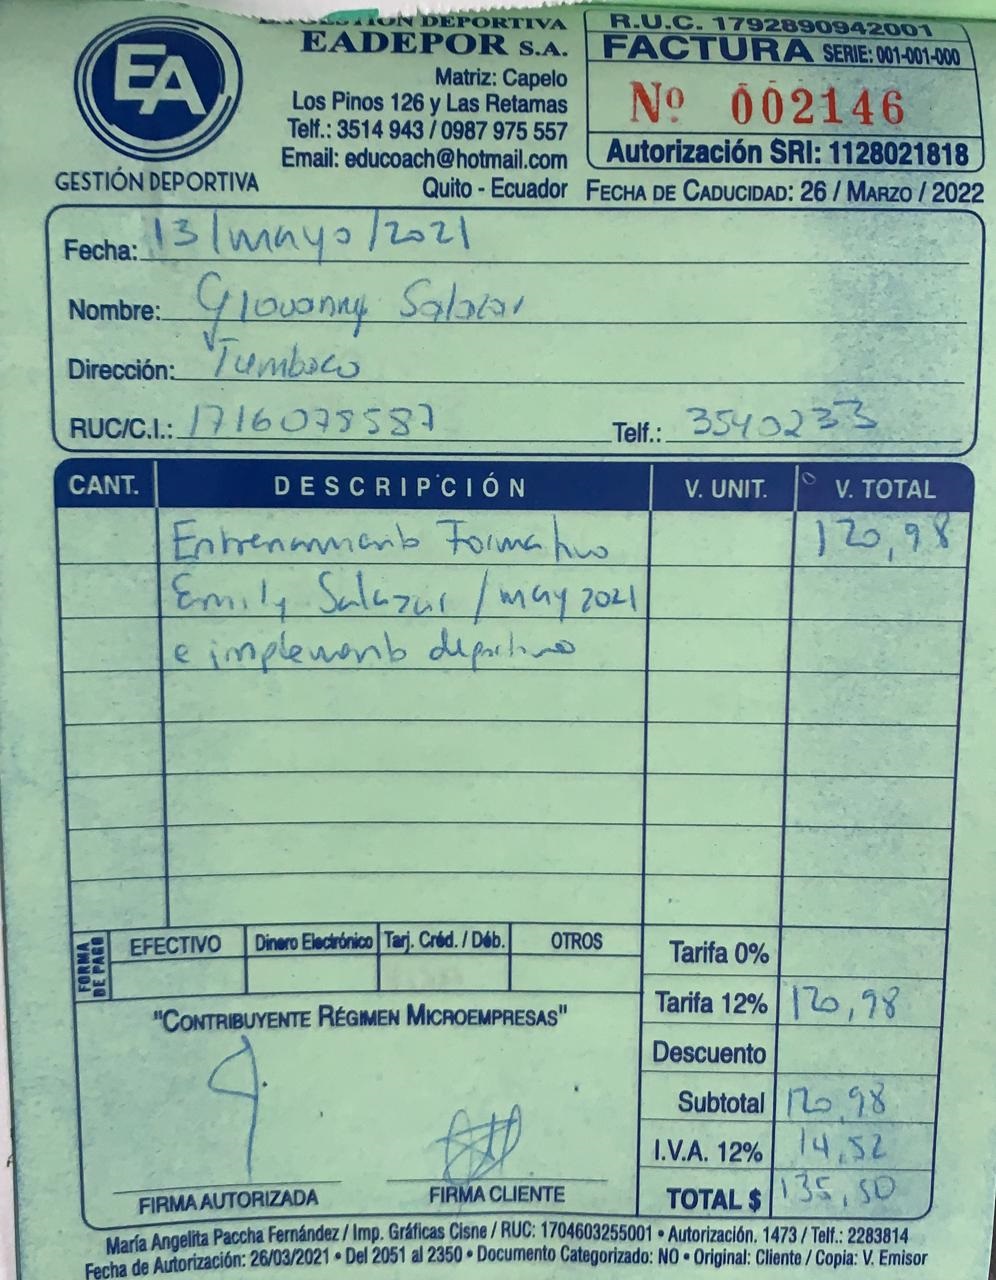 GESTIÓN DEPORTIVA
EADEPOR S.A.
Matriz: Capelo
Los Pinos 126 y Las Retamas
Telf.: 3514 943 / 0987 975 557
Email: educoach@hotmail.com
Quito - Ecuador
EA
GESTIÓN DEPORTIVA
R.U.C. 1792890942001
FACTURA SERIE: 001-001-000
Nº 002146
Autorización SRI: 1128021818
FECHA DE CADUCIDAD: 26 / MARZO / 2022
Fecha: 13/mayo/2021
Nombre: Giovanny Salazar
Dirección: Tumbaco
RUC/C.I.: 1716078587 Telf.: 3540233
CANT. DESCRIPCIÓN V. UNIT. V. TOTAL
Entrenamiento Formativo 120,98
Emily Salazar / may 2021
e implemento deportivo
FORMA DE PAGO EFECTIVO Dinero Electrónico Tarj. Créd. / Déb. OTROS
Tarifa 0%
Tarifa 12% 120,98
"CONTRIBUYENTE RÉGIMEN MICROEMPRESAS"
Descuento
Subtotal 120,98
I.V.A. 12% 14,52
TOTAL $ 135,50
FIRMA AUTORIZADA FIRMA CLIENTE
María Angelita Paccha Fernández / Imp. Gráficas Cisne / RUC: 1704603255001 • Autorización. 1473 / Telf.: 2283814
Fecha de Autorización: 26/03/2021 • Del 2051 al 2350 • Documento Categorizado: NO • Original: Cliente / Copia: V. Emisor